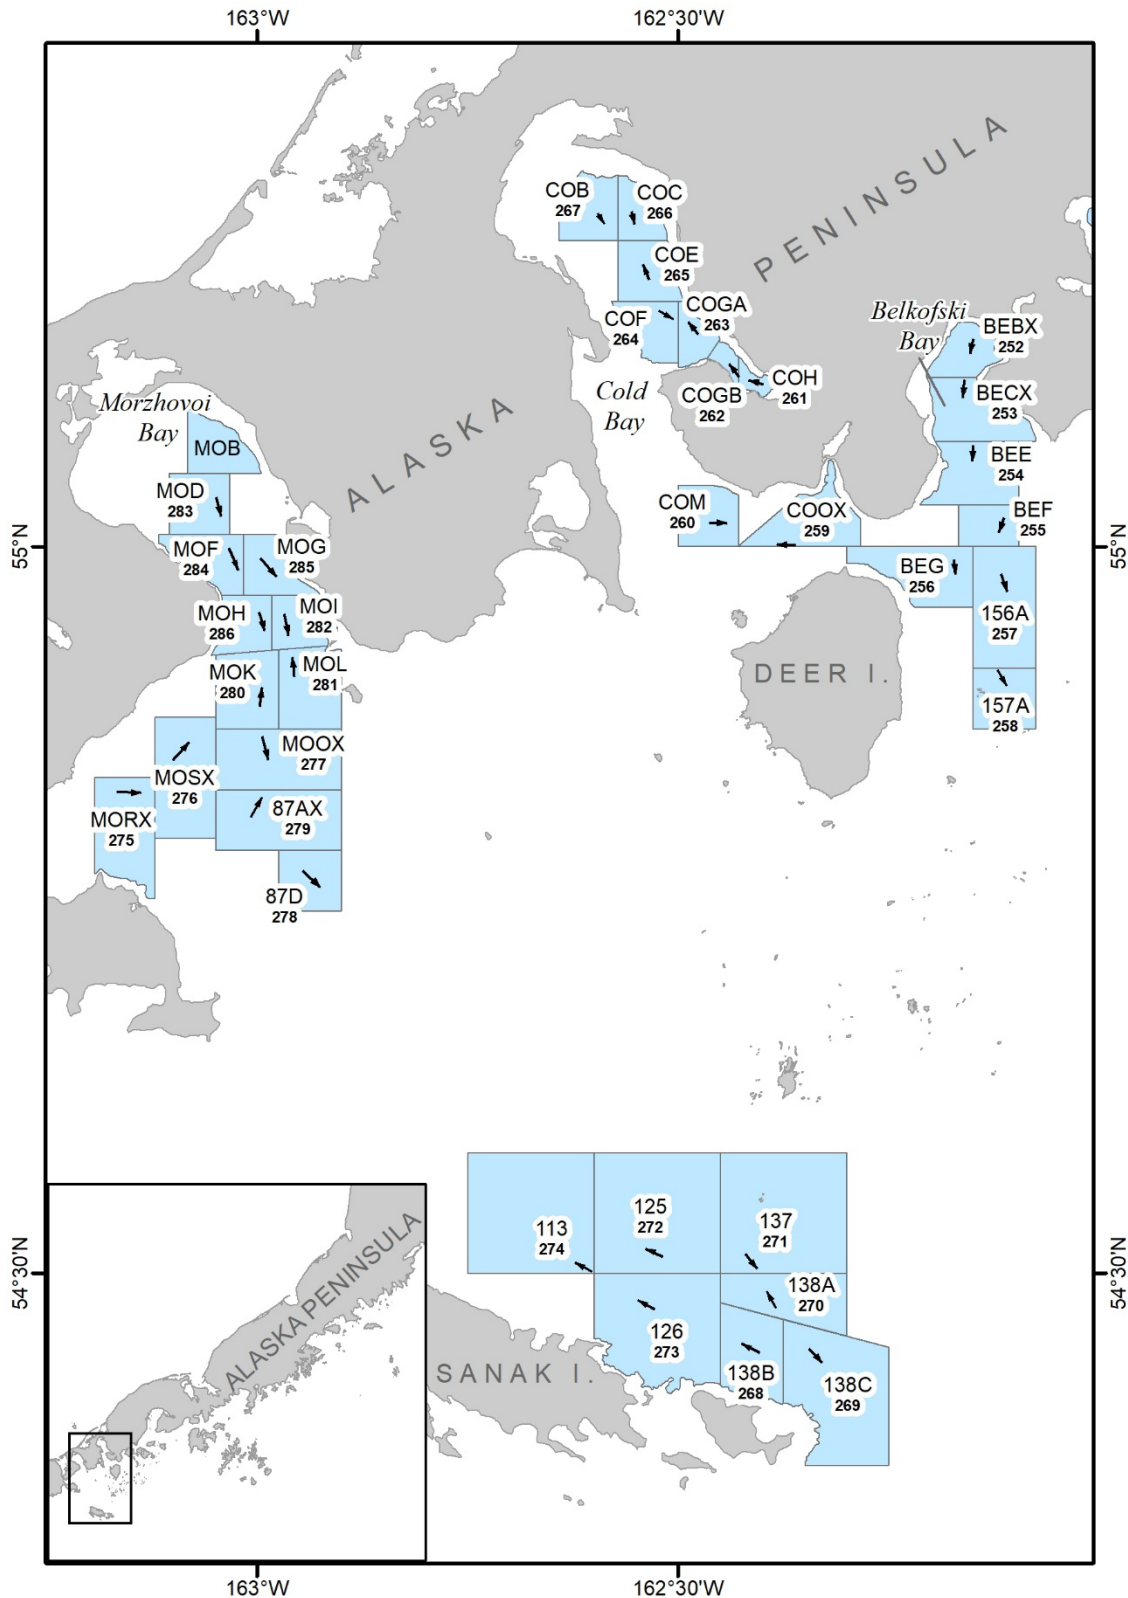 163°W
162°30'W
COB
267
COC
266
COE
265
COGA
263
COF
264
COH
261
COGB
262
Cold
Bay
PENINSULA
ALASKA
Belkofski
Bay
BEBX
252
BECX
253
BEE
254
BEF
255
BEG
256
156A
257
157A
258
COM
260
COOX
259
DEER I.
Morzhovoi
Bay
MOB
MOD
283
MOF
284
MOG
285
MOH
286
MOI
282
MOK
280
MOL
281
MOOX
277
MOSX
276
MORX
275
87AX
279
87D
278
55°N
55°N
113
274
125
272
137
271
138A
270
126
273
138B
268
138C
269
SANAK I.
ALASKA PENINSULA
54°30'N
54°30'N
163°W
162°30'W